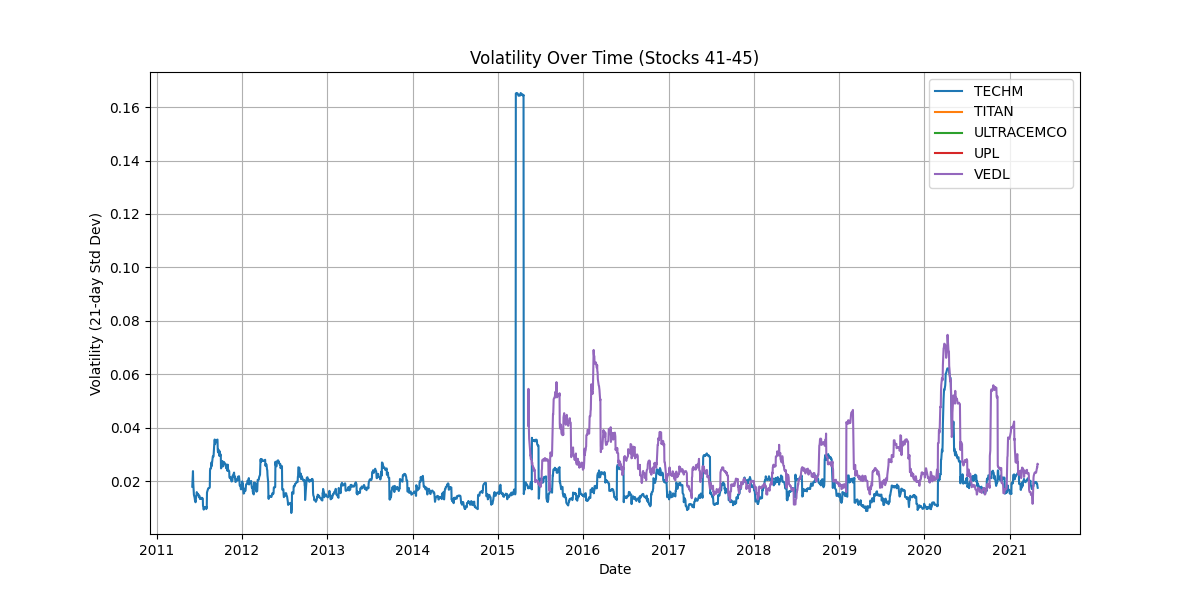 Volatility Over Time (Stocks 41-45)
TECHM
TITAN
ULTRACEMCO
UPL
VEDL
Volatility (21-day Std Dev)
0.16
0.14
0.12
0.10
0.08
0.06
0.04
0.02
2011 2012 2013 2014 2015 2016 2017 2018 2019 2020 2021
Date